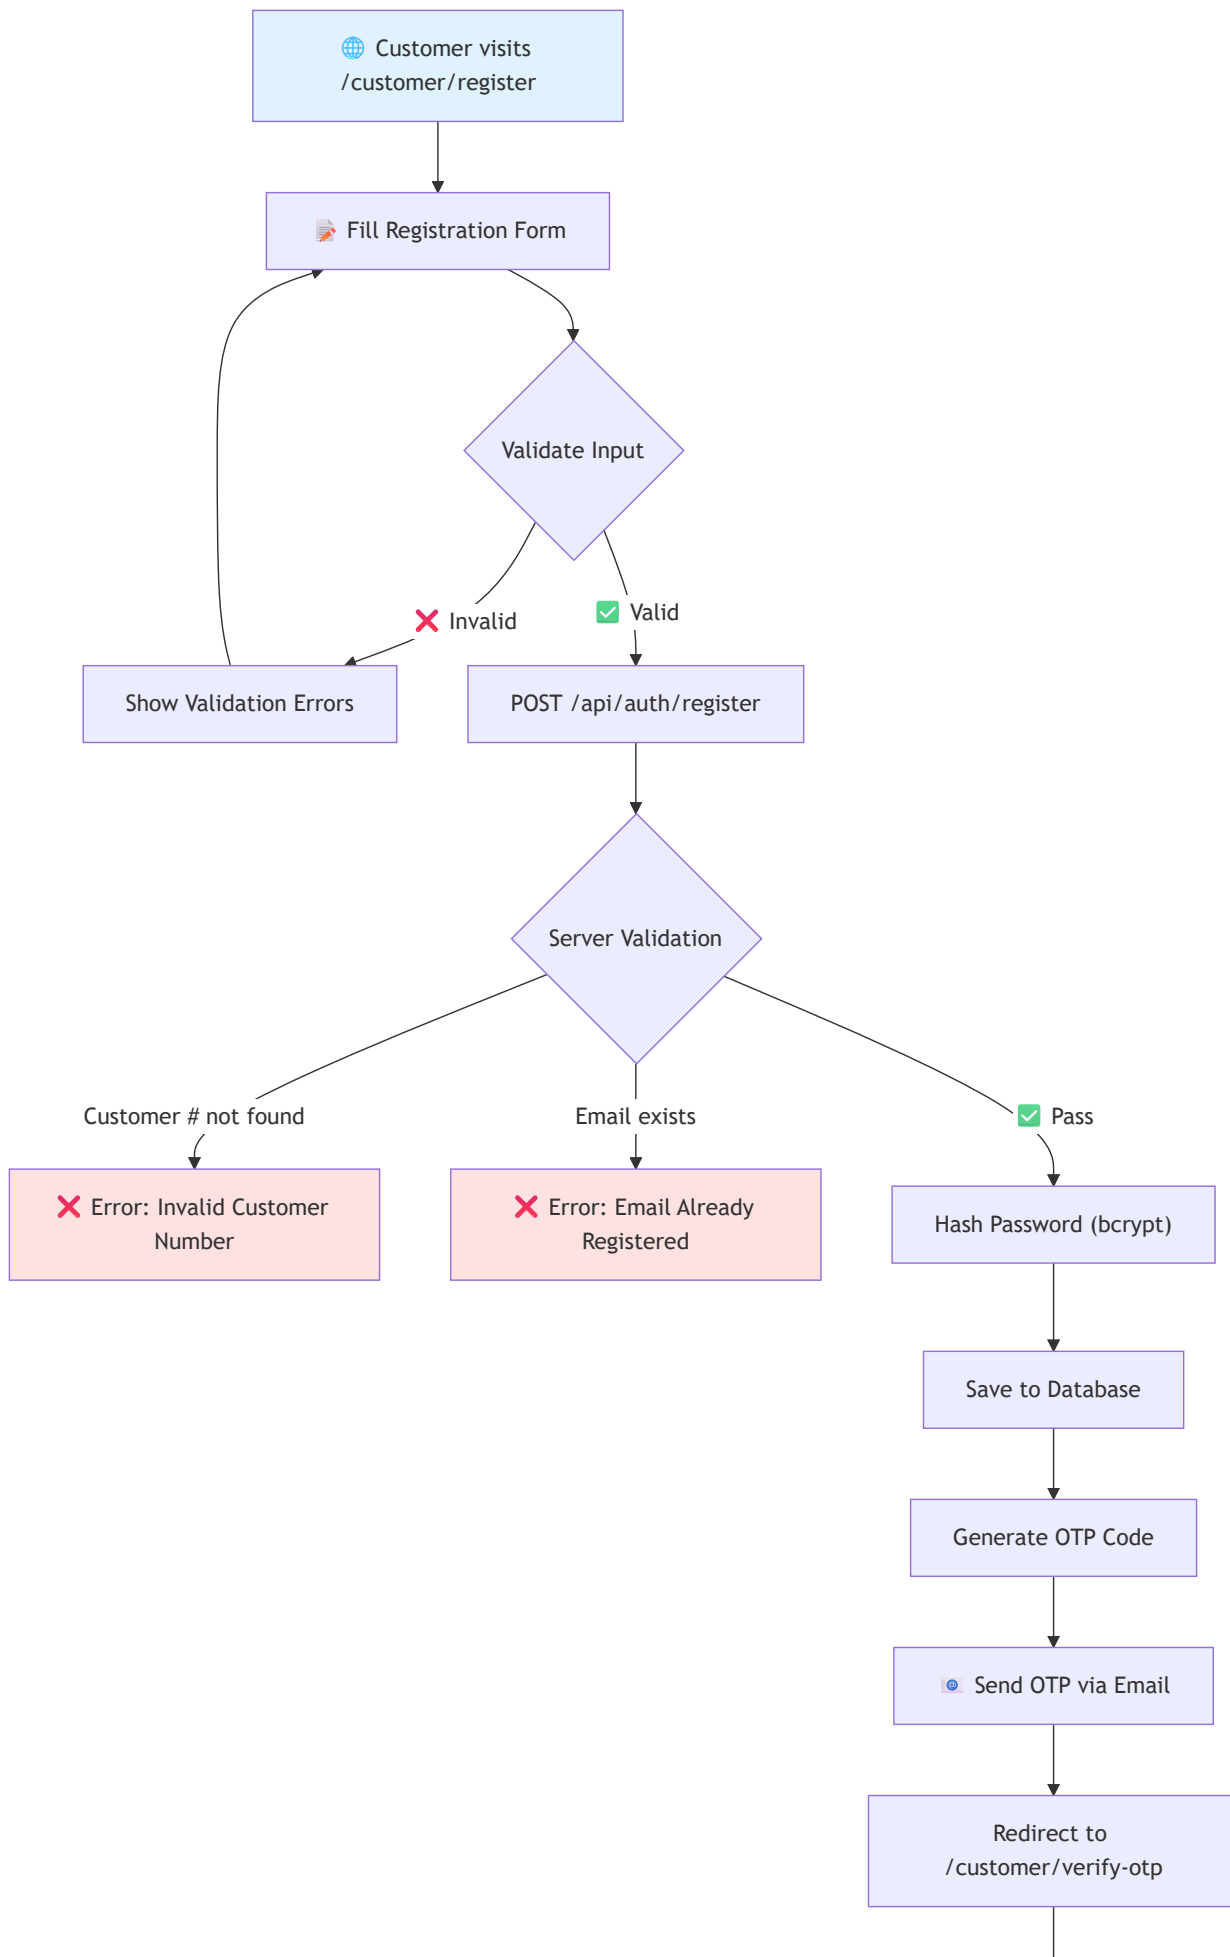 🌐 Customer visits
/customer/register
📝 Fill Registration Form
Validate Input
❌ Invalid
✅ Valid
Show Validation Errors
POST /api/auth/register
Server Validation
Customer # not found
Email exists
✅ Pass
❌ Error: Invalid Customer
Number
❌ Error: Email Already
Registered
Hash Password (bcrypt)
Save to Database
Generate OTP Code
📧 Send OTP via Email
Redirect to
/customer/verify-otp